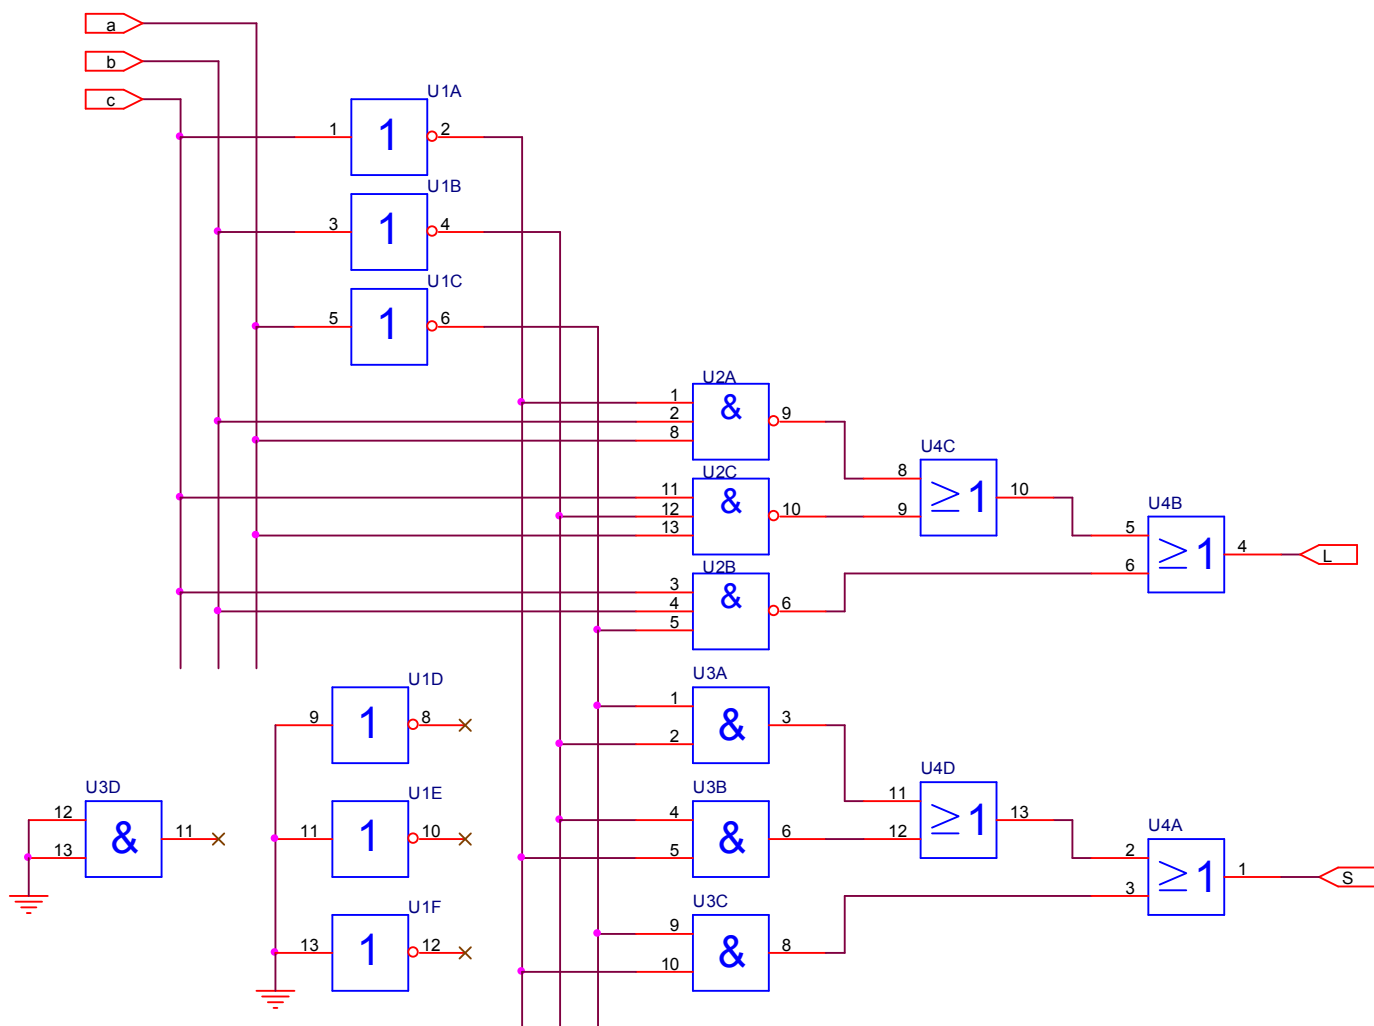 a
b
c
U1A
1 1 2
U1B
3 1 4
U1C
5 1 6
U2A
1 & 9
2
8
U2C
11 & 10
12
13
U2B
3 & 6
4
5
U4C
8 ≥1 10
9
U4B
5 ≥1 4
6
L
U3A
1 & 3
2
U3B
4 & 6
5
U3C
9 & 8
10
U4D
11 ≥1 13
12
U4A
2 ≥1 1
3
S
U1D
9 1 8
U1E
11 1 10
U1F
13 1 12
U3D
12 & 11
13